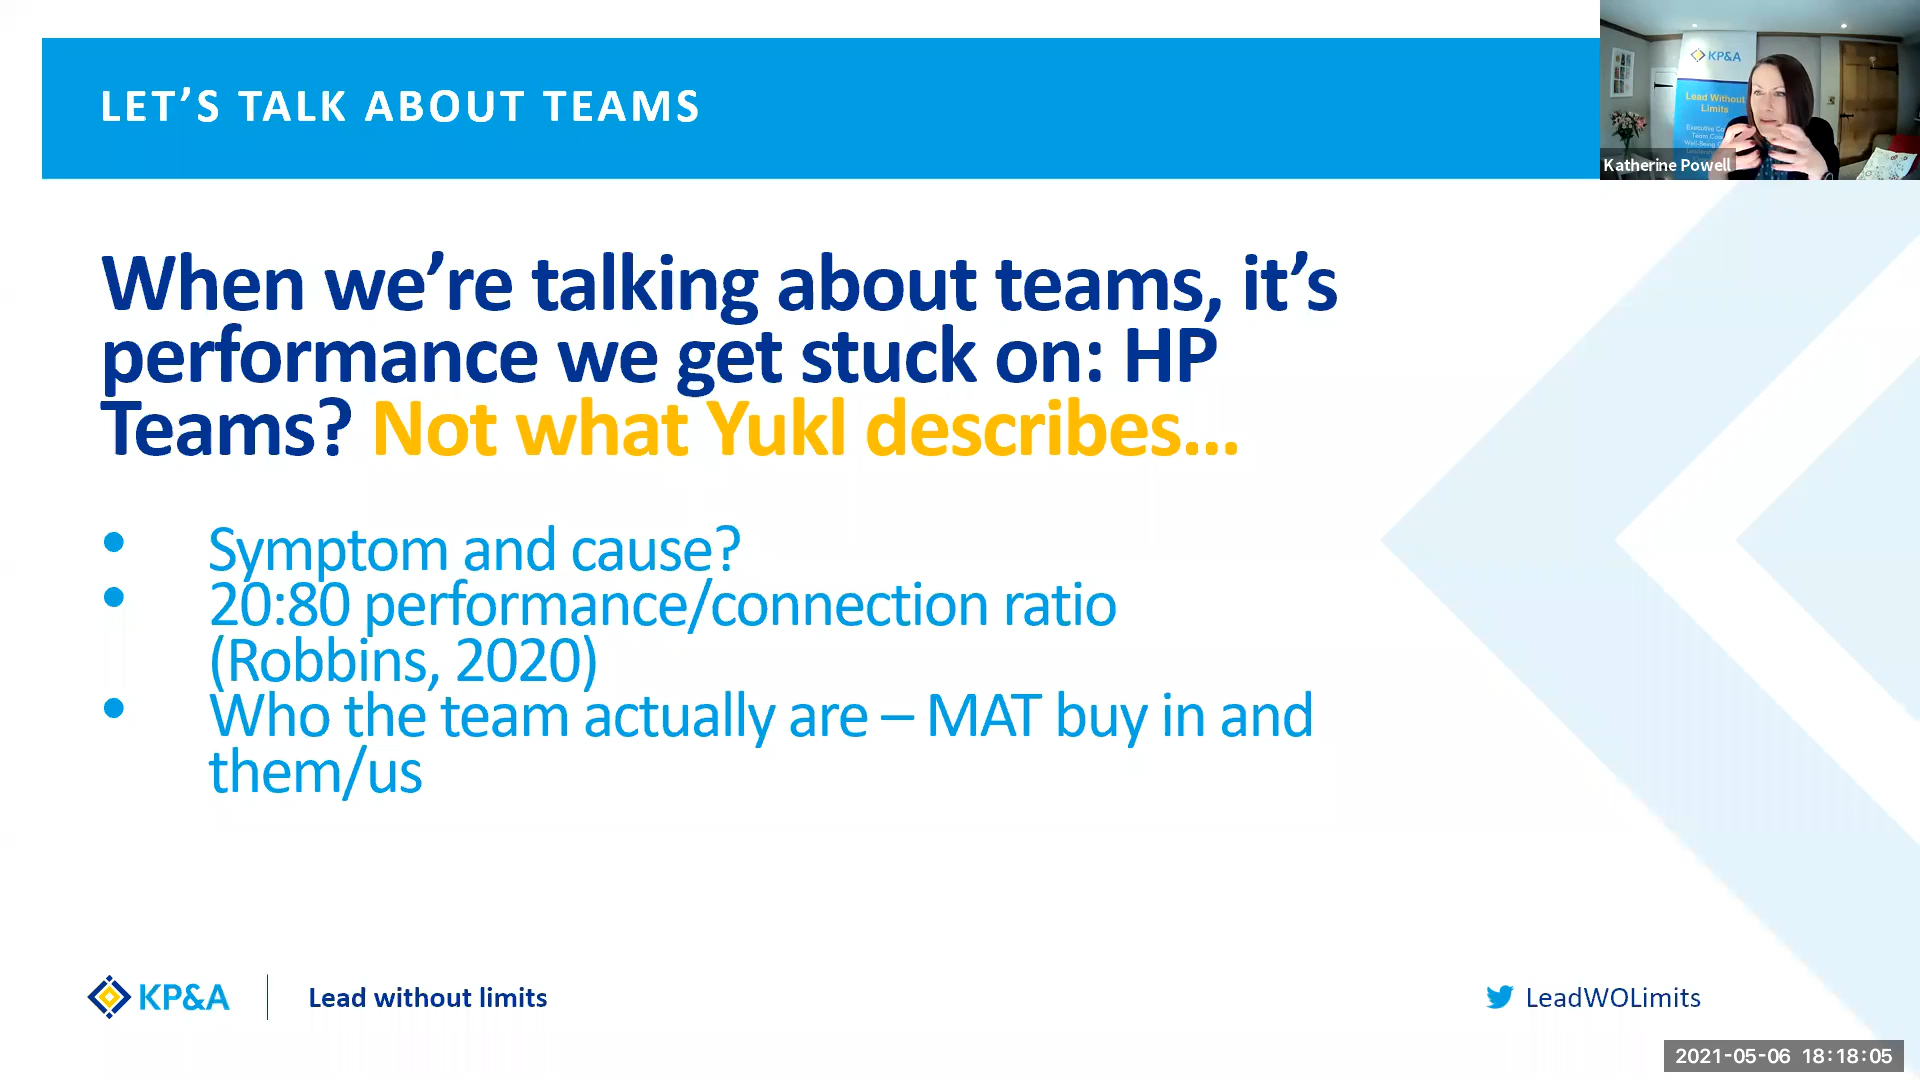 LET’S TALK ABOUT TEAMS
KP&A
Lead Without
Limits
Katherine Powell
When we’re talking about teams, it’s
performance we get stuck on: HP
Teams? Not what Yukl describes…
• Symptom and cause?
• 20:80 performance/connection ratio
(Robbins, 2020)
• Who the team actually are – MAT buy in and
them/us
KP&A
Lead without limits
LeadWOLimits
2021-05-06 18:18:05